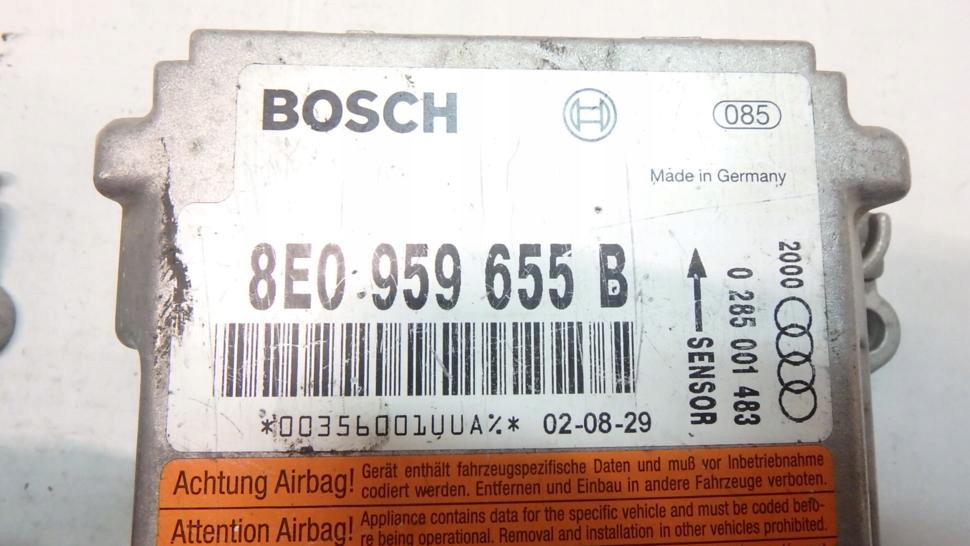 BOSCH
085
Made in Germany
8E0 959 655 B
2000
0 285 001 483
SENSOR
*00356001UUA%* 02-08-29
Achtung Airbag! Gerät enthält fahrzeugspezifische Daten und muß vor Inbetriebnahme
codiert werden. Entfernen und Einbau in andere Fahrzeuge verboten.
Attention Airbag! Appliance contains data for the specific vehicle and must be coded befo-
re being operational. Removal and installation in other vehicles prohibited.